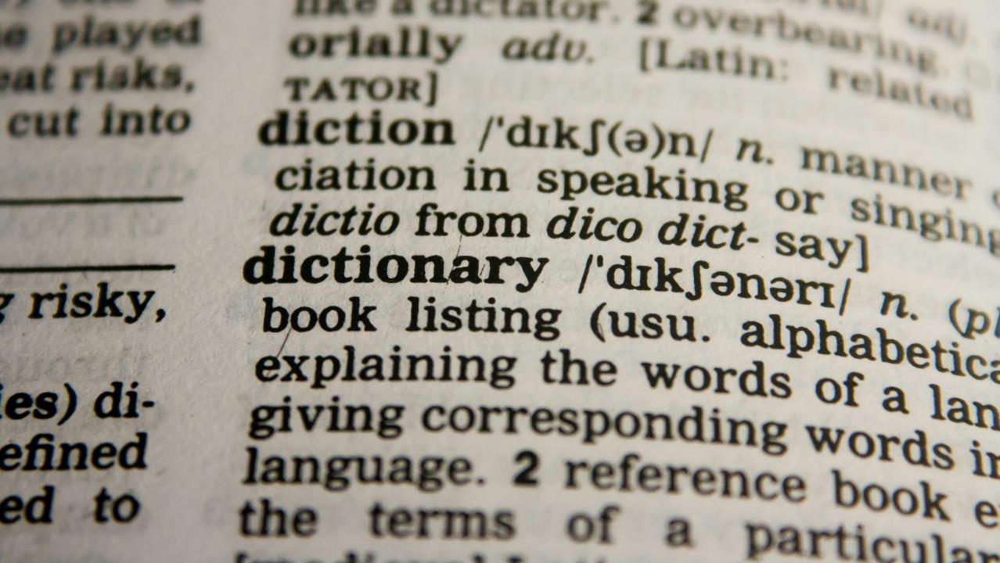 e played
eat risks,
cut into
g risky,
ies) di-
efined
ed to
like a dictator. 2 overbearing.
orially adv. [Latin: related
TATOR]
diction /ˈdɪkʃ(ə)n/ n. manner
ciation in speaking or singing
dictio from dico dict- say]
dictionary /ˈdɪkʃənərɪ/ n. (pl
book listing (usu. alphabetica
explaining the words of a lan
giving corresponding words in
language. 2 reference book e
the terms of a particular